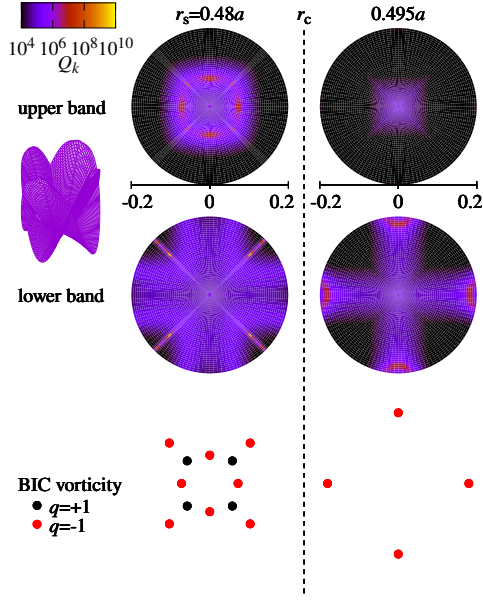 r_s=0.48a r_c 0.495a
10^4 10^6 10^8 10^10
Q_k
upper band
-0.2 0 0.2 -0.2 0 0.2
lower band
BIC vorticity
q=+1
q=-1